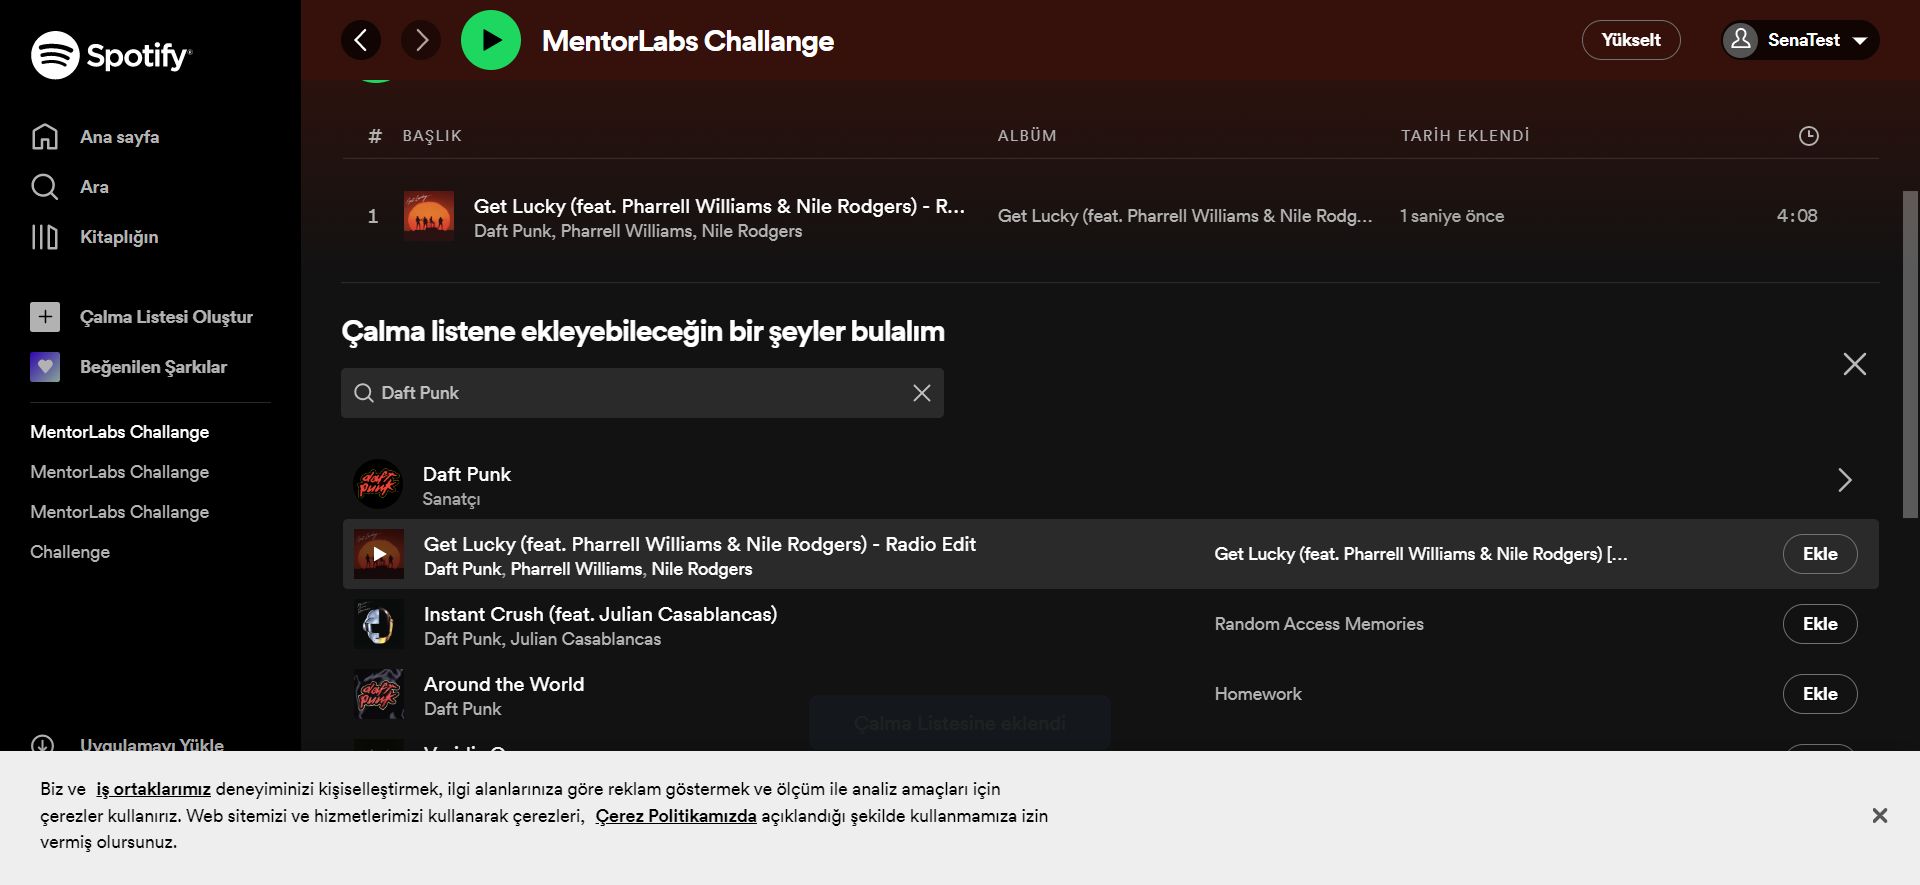 Spotify
MentorLabs Challange
Yükselt
SenaTest
Ana sayfa
Ara
Kitaplığın
Çalma Listesi Oluştur
Beğenilen Şarkılar
MentorLabs Challange
MentorLabs Challange
MentorLabs Challange
Challenge
Uygulamayı Yükle
# BAŞLIK ALBÜM TARİH EKLENDİ
1 Get Lucky (feat. Pharrell Williams & Nile Rodgers) - R... Get Lucky (feat. Pharrell Williams & Nile Rodg... 1 saniye önce 4:08
Daft Punk, Pharrell Williams, Nile Rodgers
Çalma listene ekleyebileceğin bir şeyler bulalım
Daft Punk
Daft Punk
Sanatçı
Get Lucky (feat. Pharrell Williams & Nile Rodgers) - Radio Edit Get Lucky (feat. Pharrell Williams & Nile Rodgers) [... Ekle
Daft Punk, Pharrell Williams, Nile Rodgers
Instant Crush (feat. Julian Casablancas) Random Access Memories Ekle
Daft Punk, Julian Casablancas
Around the World Homework Ekle
Daft Punk
Çalma Listesine eklendi
Biz ve iş ortaklarımız deneyiminizi kişiselleştirmek, ilgi alanlarınıza göre reklam göstermek ve ölçüm ile analiz amaçları için
çerezler kullanırız. Web sitemizi ve hizmetlerimizi kullanarak çerezleri, Çerez Politikamızda açıklandığı şekilde kullanmamıza izin
vermiş olursunuz.